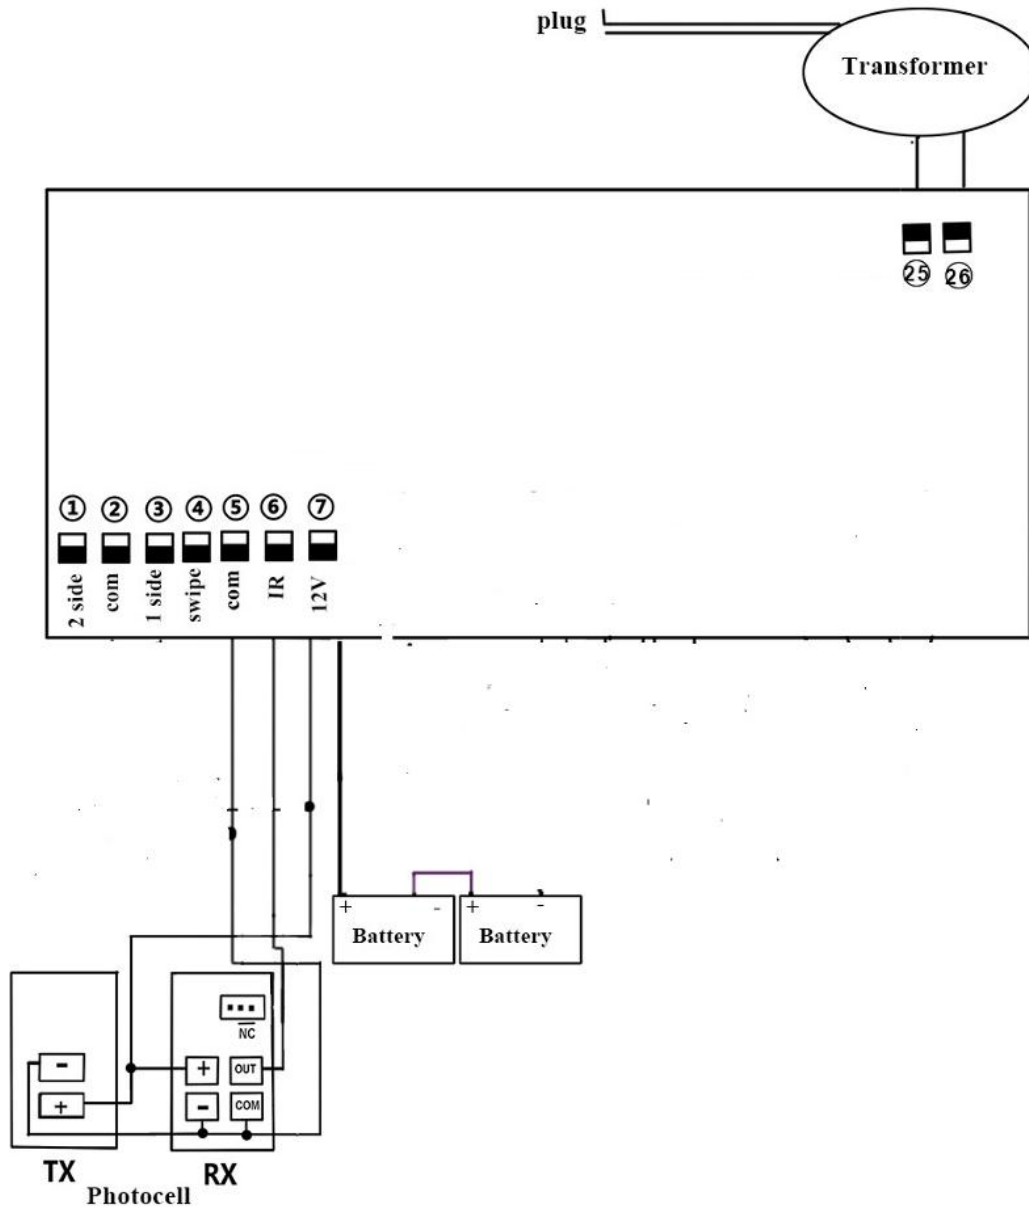 plug
Transformer
25 26
① ② ③ ④ ⑤ ⑥ ⑦
2 side com 1 side swipe com IR 12V
+ - + -
Battery Battery
NC
- + OUT
+ - COM
TX RX
Photocell